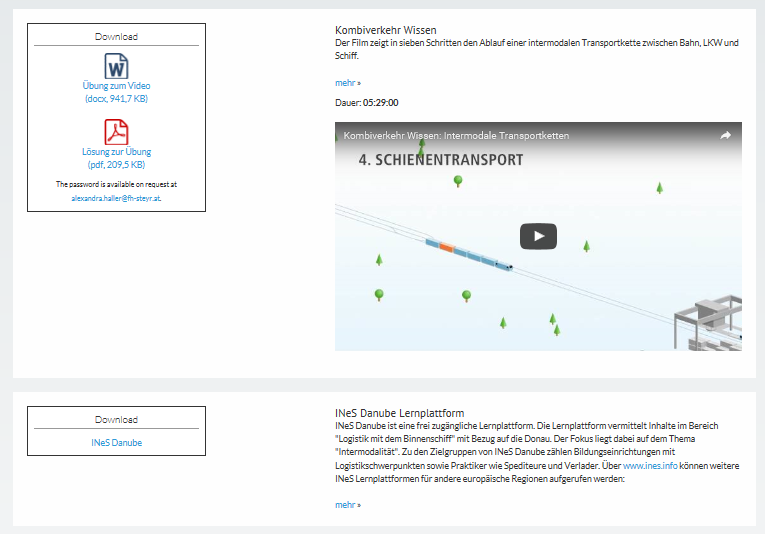 Download
Übung zum Video
(docx, 941,7 KB)
Lösung zur Übung
(pdf, 209,5 KB)
The password is available on request at
alexandra.haller@fh-steyr.at.
Kombiverkehr Wissen
Der Film zeigt in sieben Schritten den Ablauf einer intermodalen Transportkette zwischen Bahn, LKW und
Schiff.
mehr »
Dauer: 05:29:00
Kombiverkehr Wissen: Intermodale Transportketten
4. SCHIENENTRANSPORT
Download
INeS Danube
INeS Danube Lernplattform
INeS Danube ist eine frei zugängliche Lernplattform. Die Lernplattform vermittelt Inhalte im Bereich
"Logistik mit dem Binnenschiff" mit Bezug auf die Donau. Der Fokus liegt dabei auf dem Thema
"Intermodalität". Zu den Zielgruppen von INeS Danube zählen Bildungseinrichtungen mit
Logistikschwerpunkten sowie Praktiker wie Spediteure und Verlader. Über www.ines.info können weitere
INeS Lernplattformen für andere europäische Regionen aufgerufen werden:
mehr »